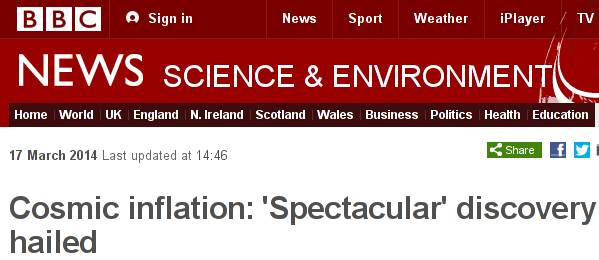 BBC Sign in News Sport Weather iPlayer TV
NEWS SCIENCE & ENVIRONMENT
Home World UK England N. Ireland Scotland Wales Business Politics Health Education
17 March 2014 Last updated at 14:46 Share f
Cosmic inflation: 'Spectacular' discovery
hailed